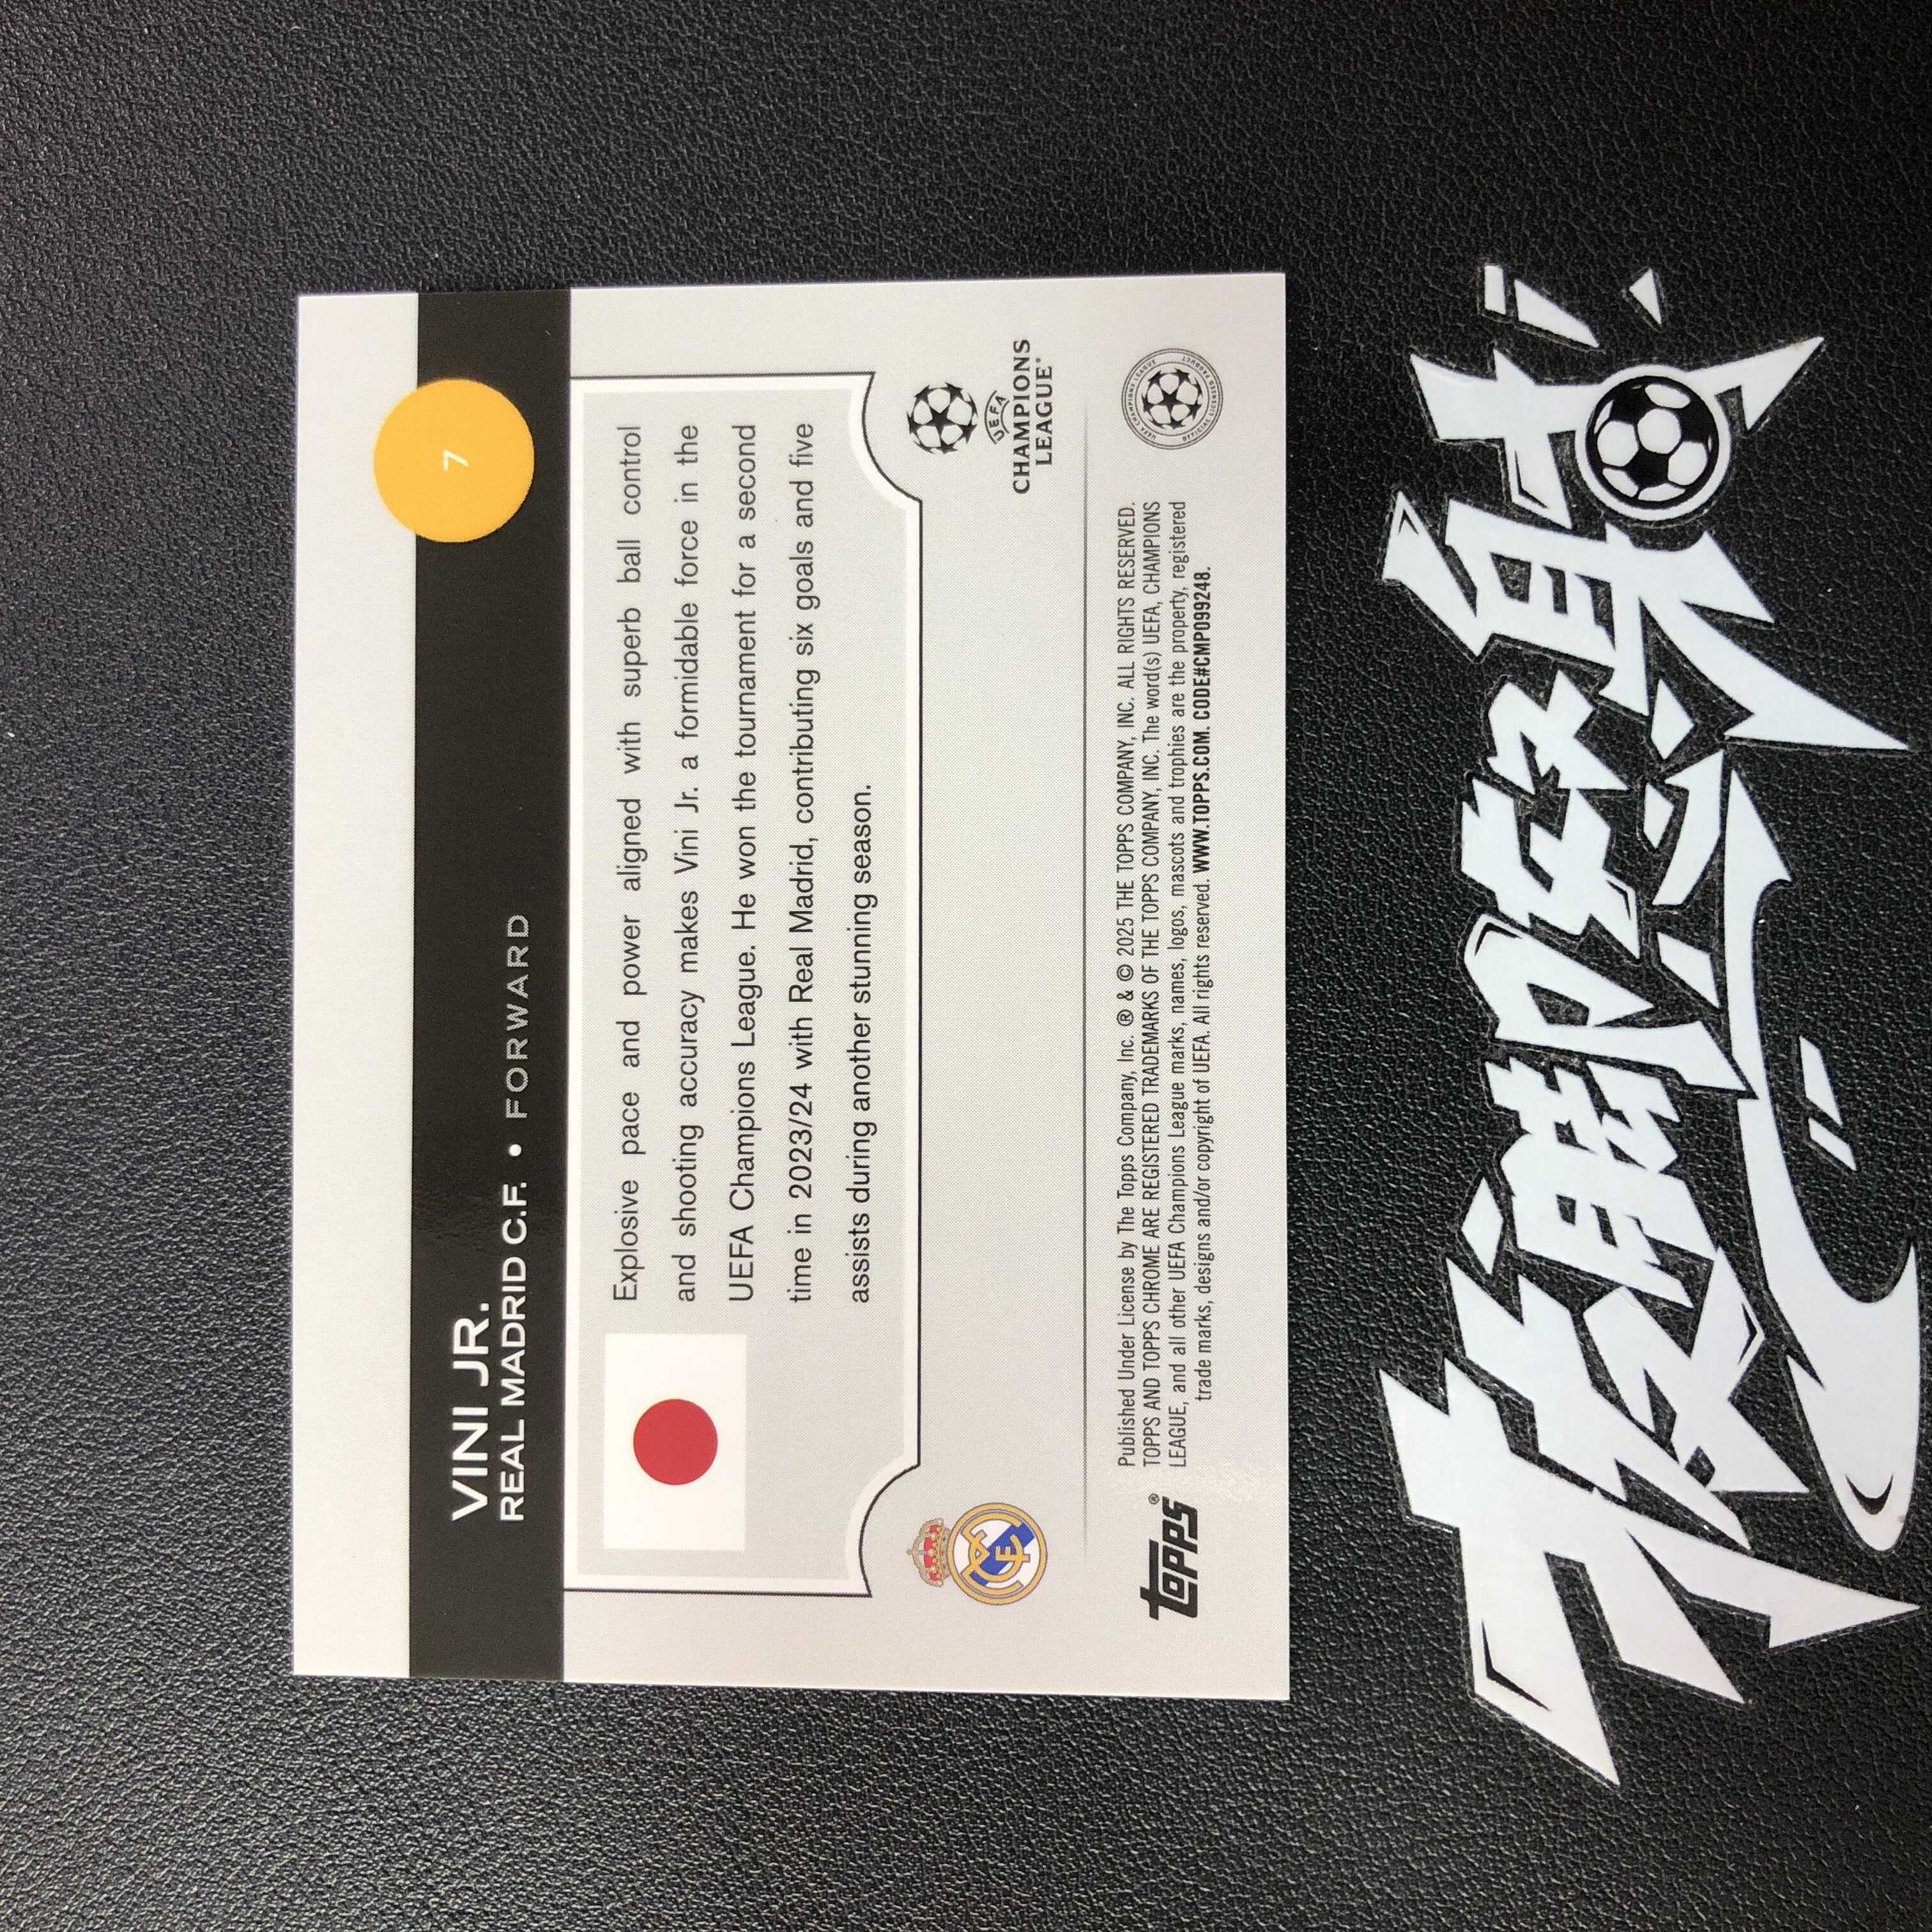 7
VINI JR.
REAL MADRID C.F. • FORWARD
Explosive pace and power aligned with superb ball control
and shooting accuracy makes Vini Jr. a formidable force in the
UEFA Champions League. He won the tournament for a second
time in 2023/24 with Real Madrid, contributing six goals and five
assists during another stunning season.
UEFA
CHAMPIONS
LEAGUE®
topps®
Published Under License by The Topps Company, Inc. ® & © 2025 THE TOPPS COMPANY, INC. ALL RIGHTS RESERVED.
TOPPS AND TOPPS CHROME ARE REGISTERED TRADEMARKS OF THE TOPPS COMPANY, INC. The word(s) UEFA, CHAMPIONS
LEAGUE, and all other UEFA Champions League marks, names, logos, mascots and trophies are the property, registered
trade marks, designs and/or copyright of UEFA. All rights reserved. WWW.TOPPS.COM. CODE#CMP099248.
UEFA CHAMPIONS LEAGUE
OFFICIAL LICENSED PRODUCT